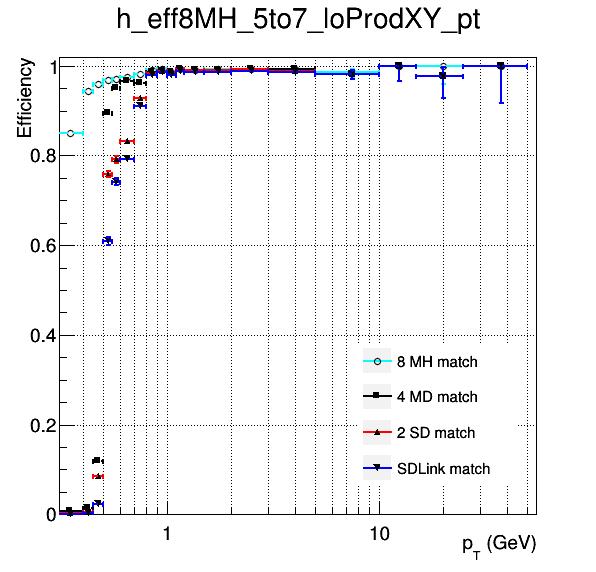 h_eff8MH_5to7_loProdXY_pt
Efficiency
1
0.8
0.6
0.4
0.2
0
8 MH match
4 MD match
2 SD match
SDLink match
1
10
p_T (GeV)